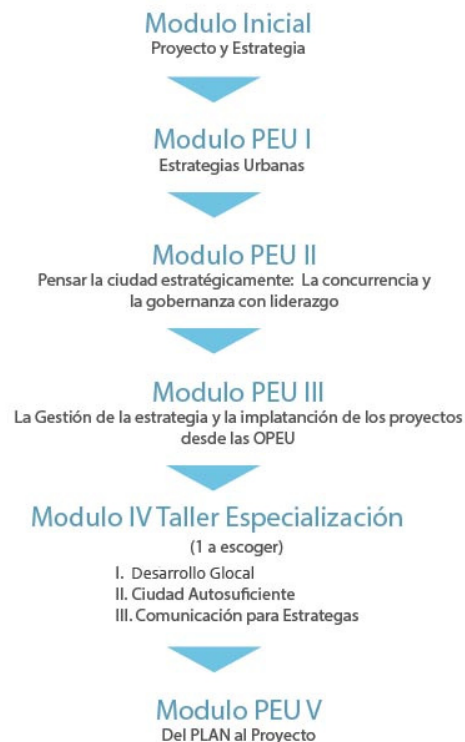 Modulo Inicial
Proyecto y Estrategia
Modulo PEU I
Estrategias Urbanas
Modulo PEU II
Pensar la ciudad estratégicamente: La concurrencia y
la gobernanza con liderazgo
Modulo PEU III
La Gestión de la estrategia y la implatanción de los proyectos
desde las OPEU
Modulo IV Taller Especialización
(1 a escoger)
I. Desarrollo Glocal
II. Ciudad Autosuficiente
III. Comunicación para Estrategas
Modulo PEU V
Del PLAN al Proyecto